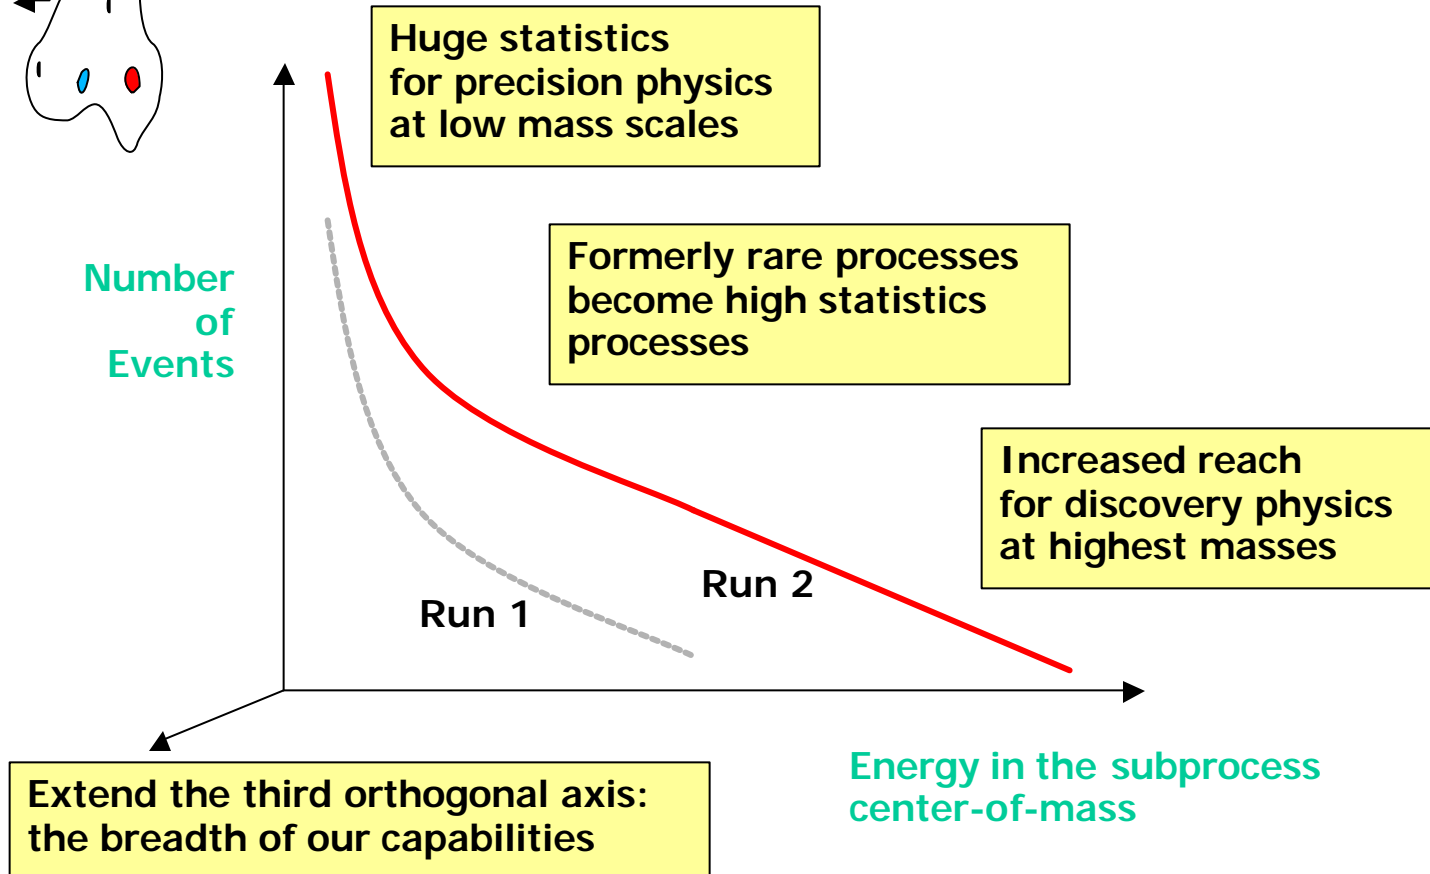 Huge statistics
for precision physics
at low mass scales
Number
of
Events
Formerly rare processes
become high statistics
processes
Increased reach
for discovery physics
at highest masses
Run 2
Run 1
Energy in the subprocess
center-of-mass
Extend the third orthogonal axis:
the breadth of our capabilities